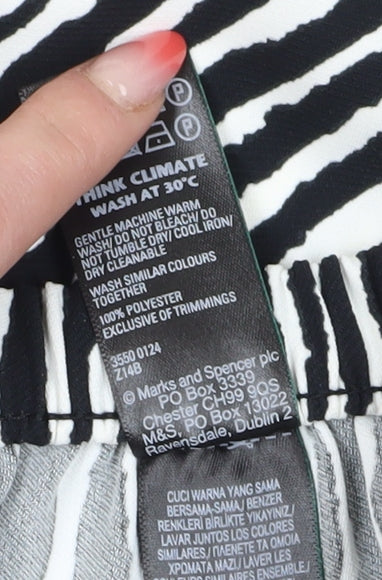 P
P
THINK CLIMATE
WASH AT 30°C
GENTLE MACHINE WARM
WASH/ DO NOT BLEACH/ DO
NOT TUMBLE DRY/ COOL IRON/
DRY CLEANABLE
WASH SIMILAR COLOURS
TOGETHER
100% POLYESTER
EXCLUSIVE OF TRIMMINGS
3550 0124
Z14B
© Marks and Spencer plc
PO Box 3339
Chester CH99 9QS
M&S, PO Box 13022
Ravensdale, Dublin 2
CUCI WARNA YANG SAMA
BERSAMA-SAMA/ BENZER
RENKLERİ BİRLİKTE YIKAYINIZ/
LAVAR JUNTOS LOS COLORES
SIMILARES/ ΠΛΕΝΕΤΕ ΤΑ ΟΜΟΙΑ
ΧΡΩΜΑΤΑ ΜΑΖΙ/ LAVER LES